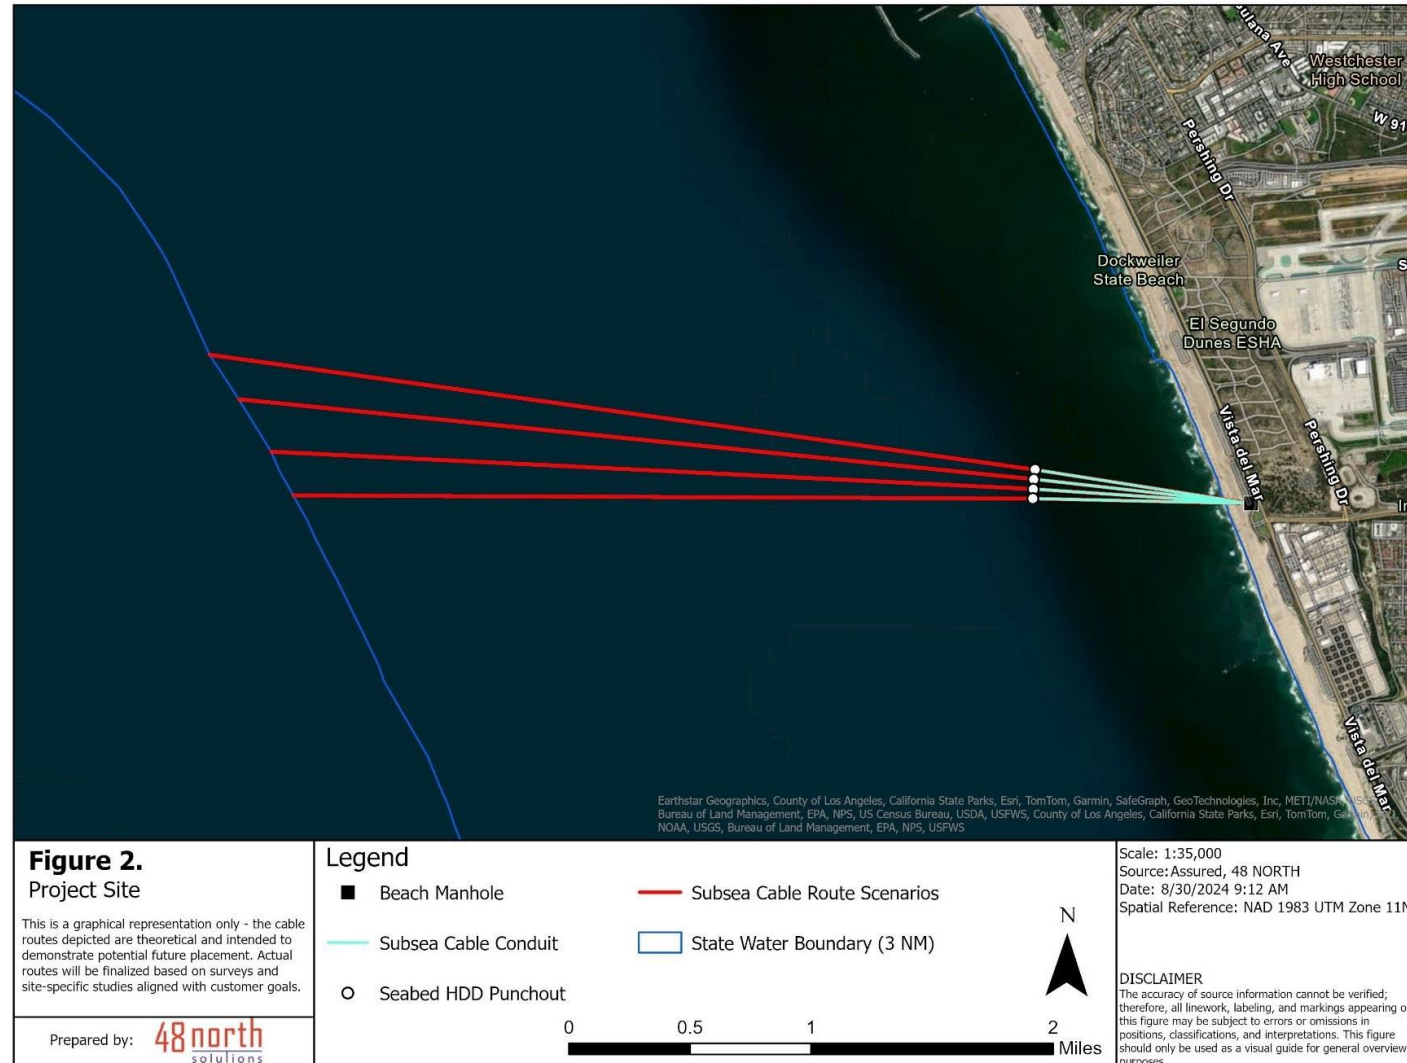 ulana Ave
Westchester
High School
W 91
Pershing Dr
Dockweiler
State Beach
S
El Segundo
Dunes ESHA
Vista del Mar
Pershing Dr
Vista del Mar
Earthstar Geographics, County of Los Angeles, California State Parks, Esri, TomTom, Garmin, SafeGraph, GeoTechnologies, Inc, METI/NASA, USGS,
Bureau of Land Management, EPA, NPS, US Census Bureau, USDA, USFWS, County of Los Angeles, California State Parks, Esri, TomTom, Garmin,
NOAA, USGS, Bureau of Land Management, EPA, NPS, USFWS
Figure 2.
Project Site
This is a graphical representation only - the cable
routes depicted are theoretical and intended to
demonstrate potential future placement. Actual
routes will be finalized based on surveys and
site-specific studies aligned with customer goals.
Prepared by:
48 north
solutions
Legend
Beach Manhole
Subsea Cable Conduit
Seabed HDD Punchout
Subsea Cable Route Scenarios
State Water Boundary (3 NM)
N
0 0.5 1 2
Miles
Scale: 1:35,000
Source: Assured, 48 NORTH
Date: 8/30/2024 9:12 AM
Spatial Reference: NAD 1983 UTM Zone 11N
DISCLAIMER
The accuracy of source information cannot be verified;
therefore, all linework, labeling, and markings appearing o
this figure may be subject to errors or omissions in
positions, classifications, and interpretations. This figure
should only be used as a visual guide for general overview
purposes.